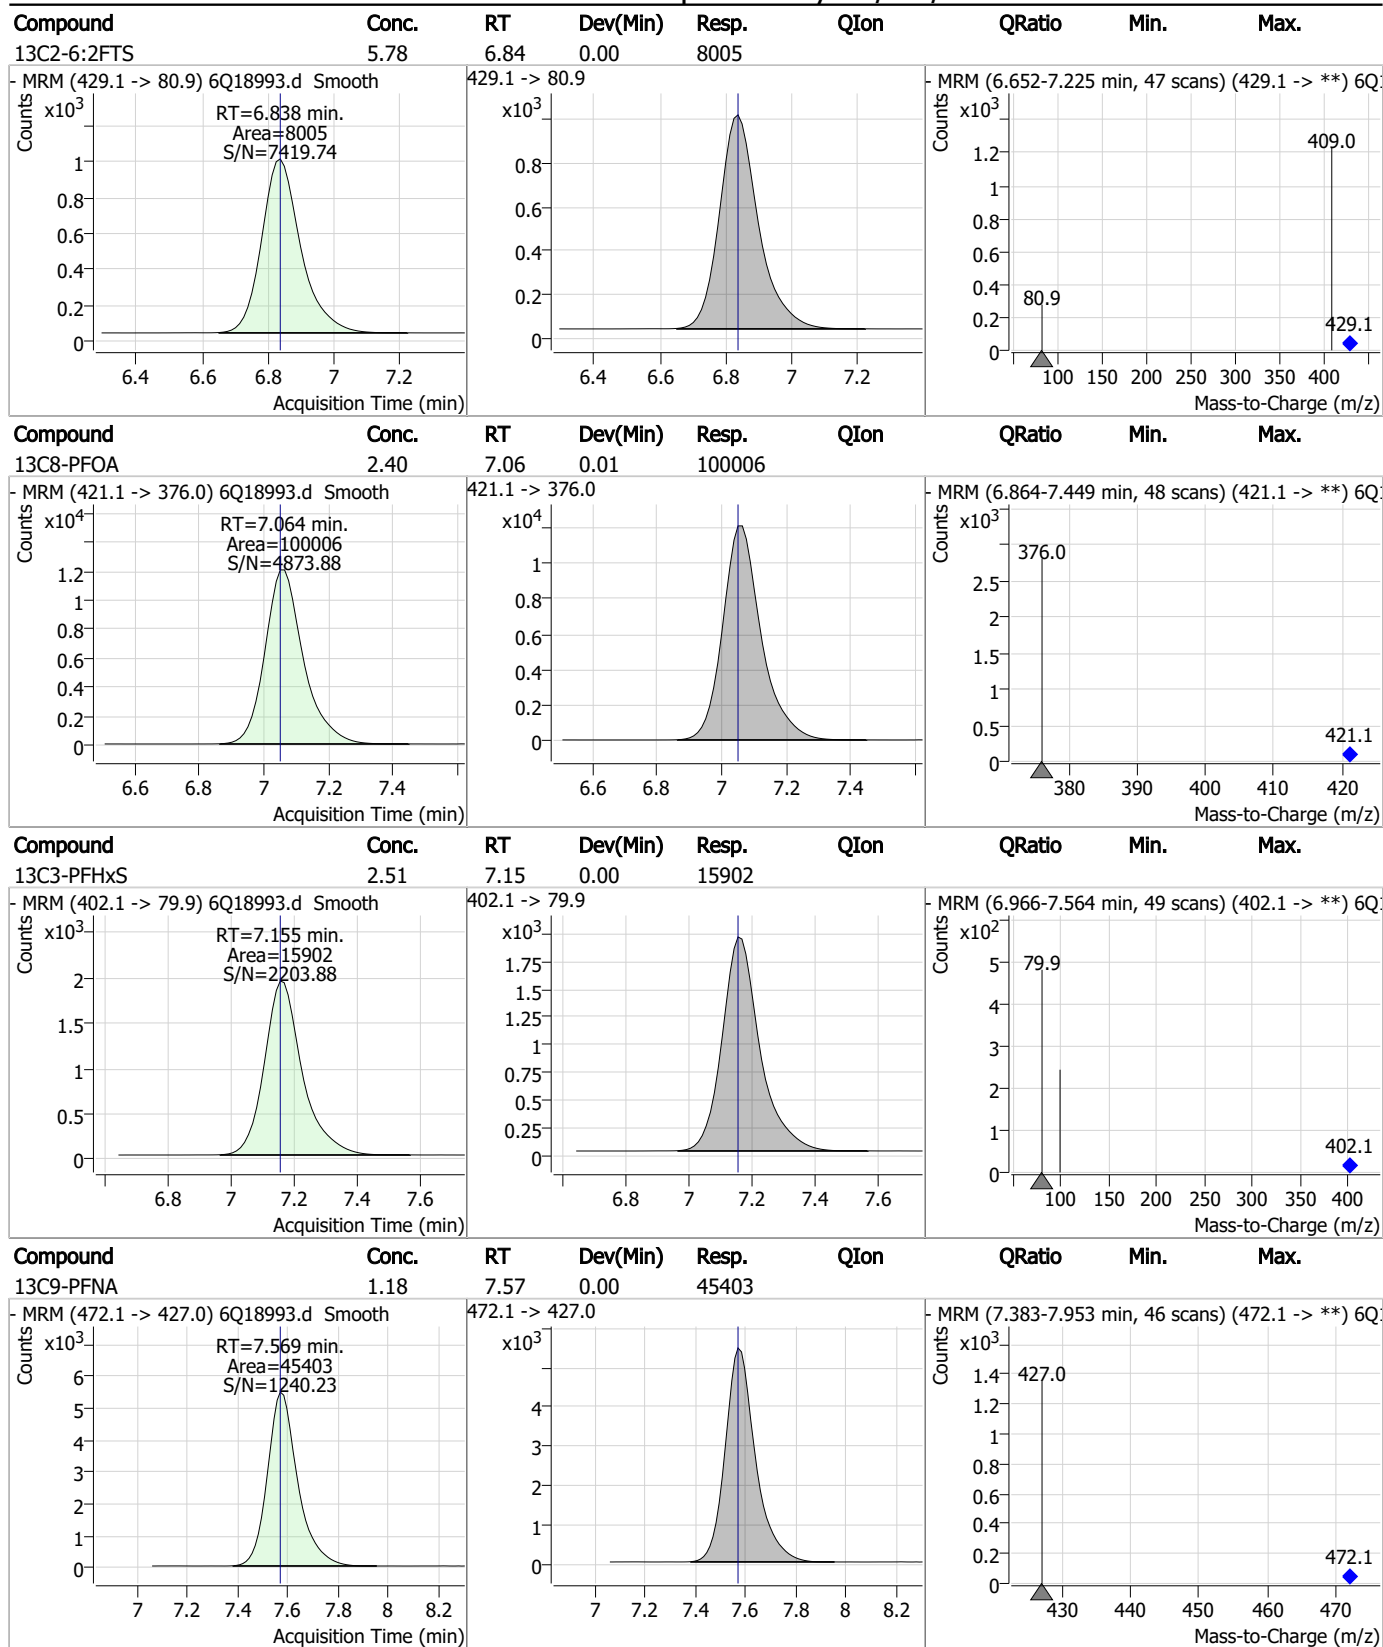 Compound Conc. RT Dev(Min) Resp. QIon QRatio Min. Max.
13C2-6:2FTS 5.78 6.84 0.00 8005
- MRM (429.1 -> 80.9) 6Q18993.d Smooth
Counts
x10³
RT=6.838 min.
Area=8005
S/N=7419.74
1
0.8
0.6
0.4
0.2
0
6.4 6.6 6.8 7 7.2
Acquisition Time (min)
429.1 -> 80.9
x10³
0.8
0.6
0.4
0.2
0
6.4 6.6 6.8 7 7.2
- MRM (6.652-7.225 min, 47 scans) (429.1 -> **) 6Q
Counts
x10³
409.0
1.2
1
0.8
0.6
0.4
0.2
0
80.9
429.1
100 150 200 250 300 350 400
Mass-to-Charge (m/z)
Compound Conc. RT Dev(Min) Resp. QIon QRatio Min. Max.
13C8-PFOA 2.40 7.06 0.01 100006
- MRM (421.1 -> 376.0) 6Q18993.d Smooth
Counts
x10⁴
RT=7.064 min.
Area=100006
S/N=4873.88
1.2
1
0.8
0.6
0.4
0.2
0
6.6 6.8 7 7.2 7.4
Acquisition Time (min)
421.1 -> 376.0
x10⁴
1
0.8
0.6
0.4
0.2
0
6.6 6.8 7 7.2 7.4
- MRM (6.864-7.449 min, 48 scans) (421.1 -> **) 6Q
Counts
x10³
376.0
2.5
2
1.5
1
0.5
0
421.1
380 390 400 410 420
Mass-to-Charge (m/z)
Compound Conc. RT Dev(Min) Resp. QIon QRatio Min. Max.
13C3-PFHxS 2.51 7.15 0.00 15902
- MRM (402.1 -> 79.9) 6Q18993.d Smooth
Counts
x10³
RT=7.155 min.
Area=15902
S/N=2203.88
2
1.5
1
0.5
0
6.8 7 7.2 7.4 7.6
Acquisition Time (min)
402.1 -> 79.9
x10³
1.75
1.5
1.25
1
0.75
0.5
0.25
0
6.8 7 7.2 7.4 7.6
- MRM (6.966-7.564 min, 49 scans) (402.1 -> **) 6Q
Counts
x10²
79.9
5
4
3
2
1
0
402.1
100 150 200 250 300 350 400
Mass-to-Charge (m/z)
Compound Conc. RT Dev(Min) Resp. QIon QRatio Min. Max.
13C9-PFNA 1.18 7.57 0.00 45403
- MRM (472.1 -> 427.0) 6Q18993.d Smooth
Counts
x10³
RT=7.569 min.
Area=45403
S/N=1240.23
6
5
4
3
2
1
0
7 7.2 7.4 7.6 7.8 8 8.2
Acquisition Time (min)
472.1 -> 427.0
x10³
4
3
2
1
0
7 7.2 7.4 7.6 7.8 8 8.2
- MRM (7.383-7.953 min, 46 scans) (472.1 -> **) 6Q
Counts
x10³
427.0
1.4
1.2
1
0.8
0.6
0.4
0.2
0
472.1
430 440 450 460 470
Mass-to-Charge (m/z)